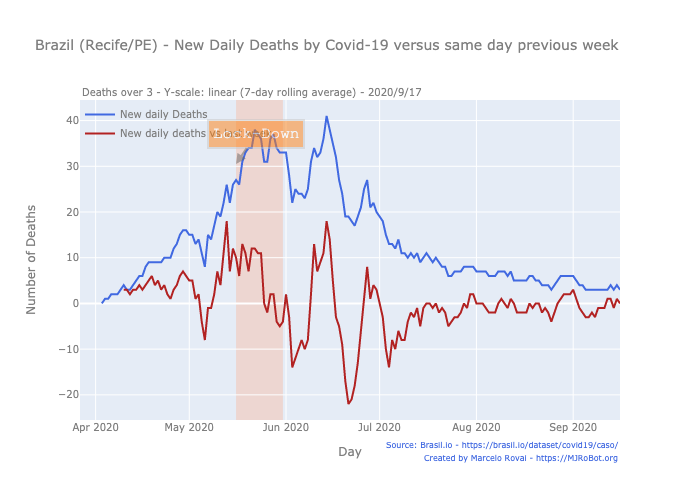 Brazil (Recife/PE) - New Daily Deaths by Covid-19 versus same day previous week
Deaths over 3 - Y-scale: linear (7-day rolling average) - 2020/9/17
New daily Deaths
New daily deaths vs
LockDown
Number of Deaths
40
30
20
10
0
−10
−20
Apr 2020
May 2020
Jun 2020
Jul 2020
Aug 2020
Sep 2020
Day
Source: Brasil.io - https://brasil.io/dataset/covid19/caso/
Created by Marcelo Rovai - https://MJRoBot.org